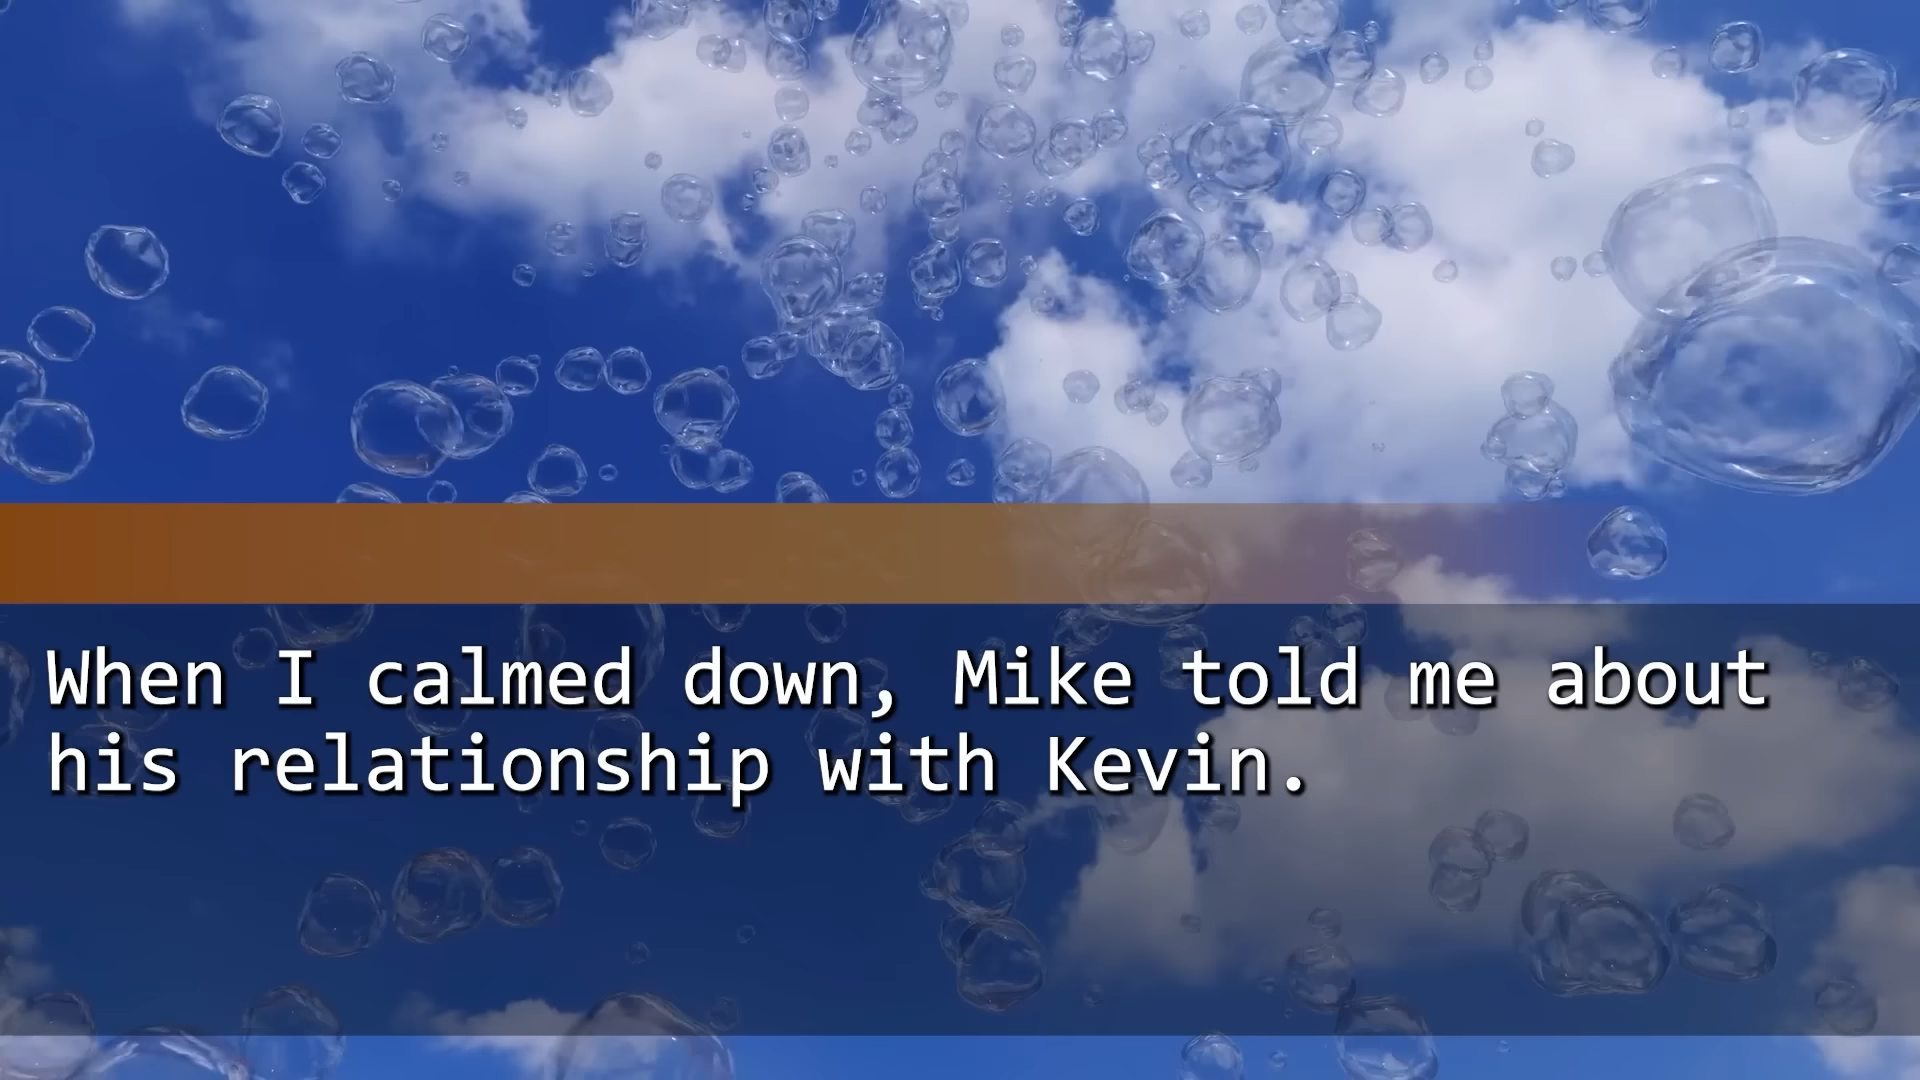 When I calmed down, Mike told me about
his relationship with Kevin.